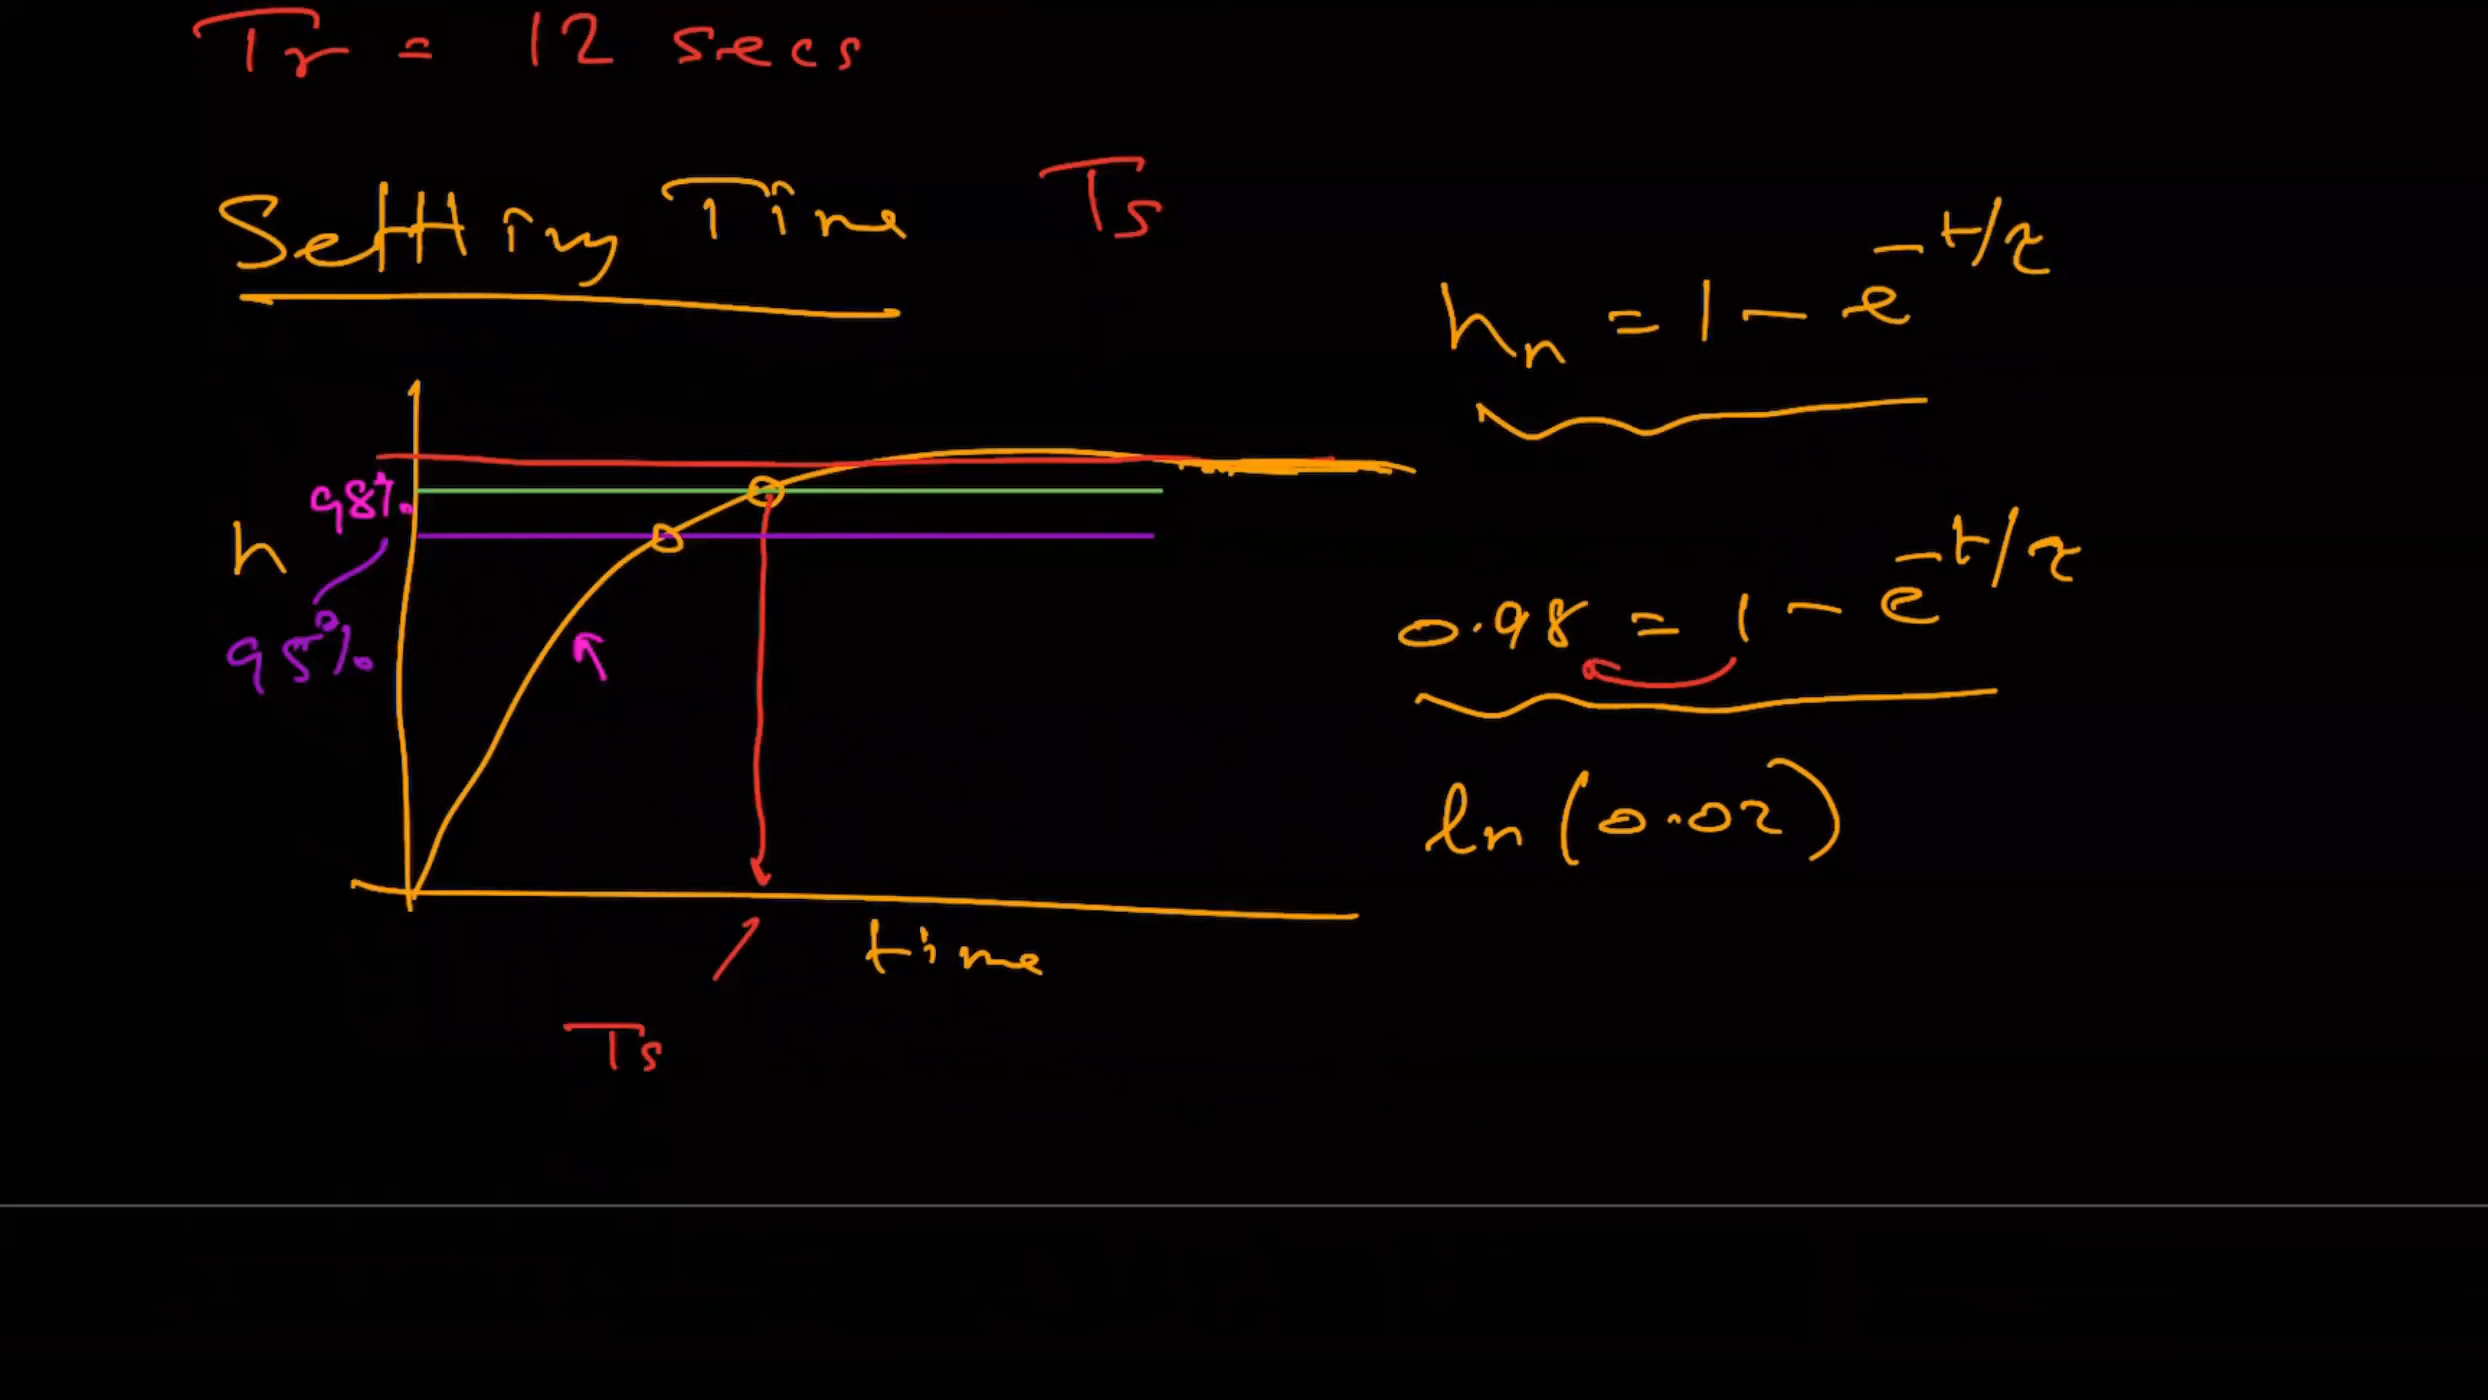 Tr = 12 secs
Settling Time Ts
hn = 1 - e^-t/τ
98%.
h
95%
0.98 = 1 - e^-t/τ
ln(0.02)
time
Ts